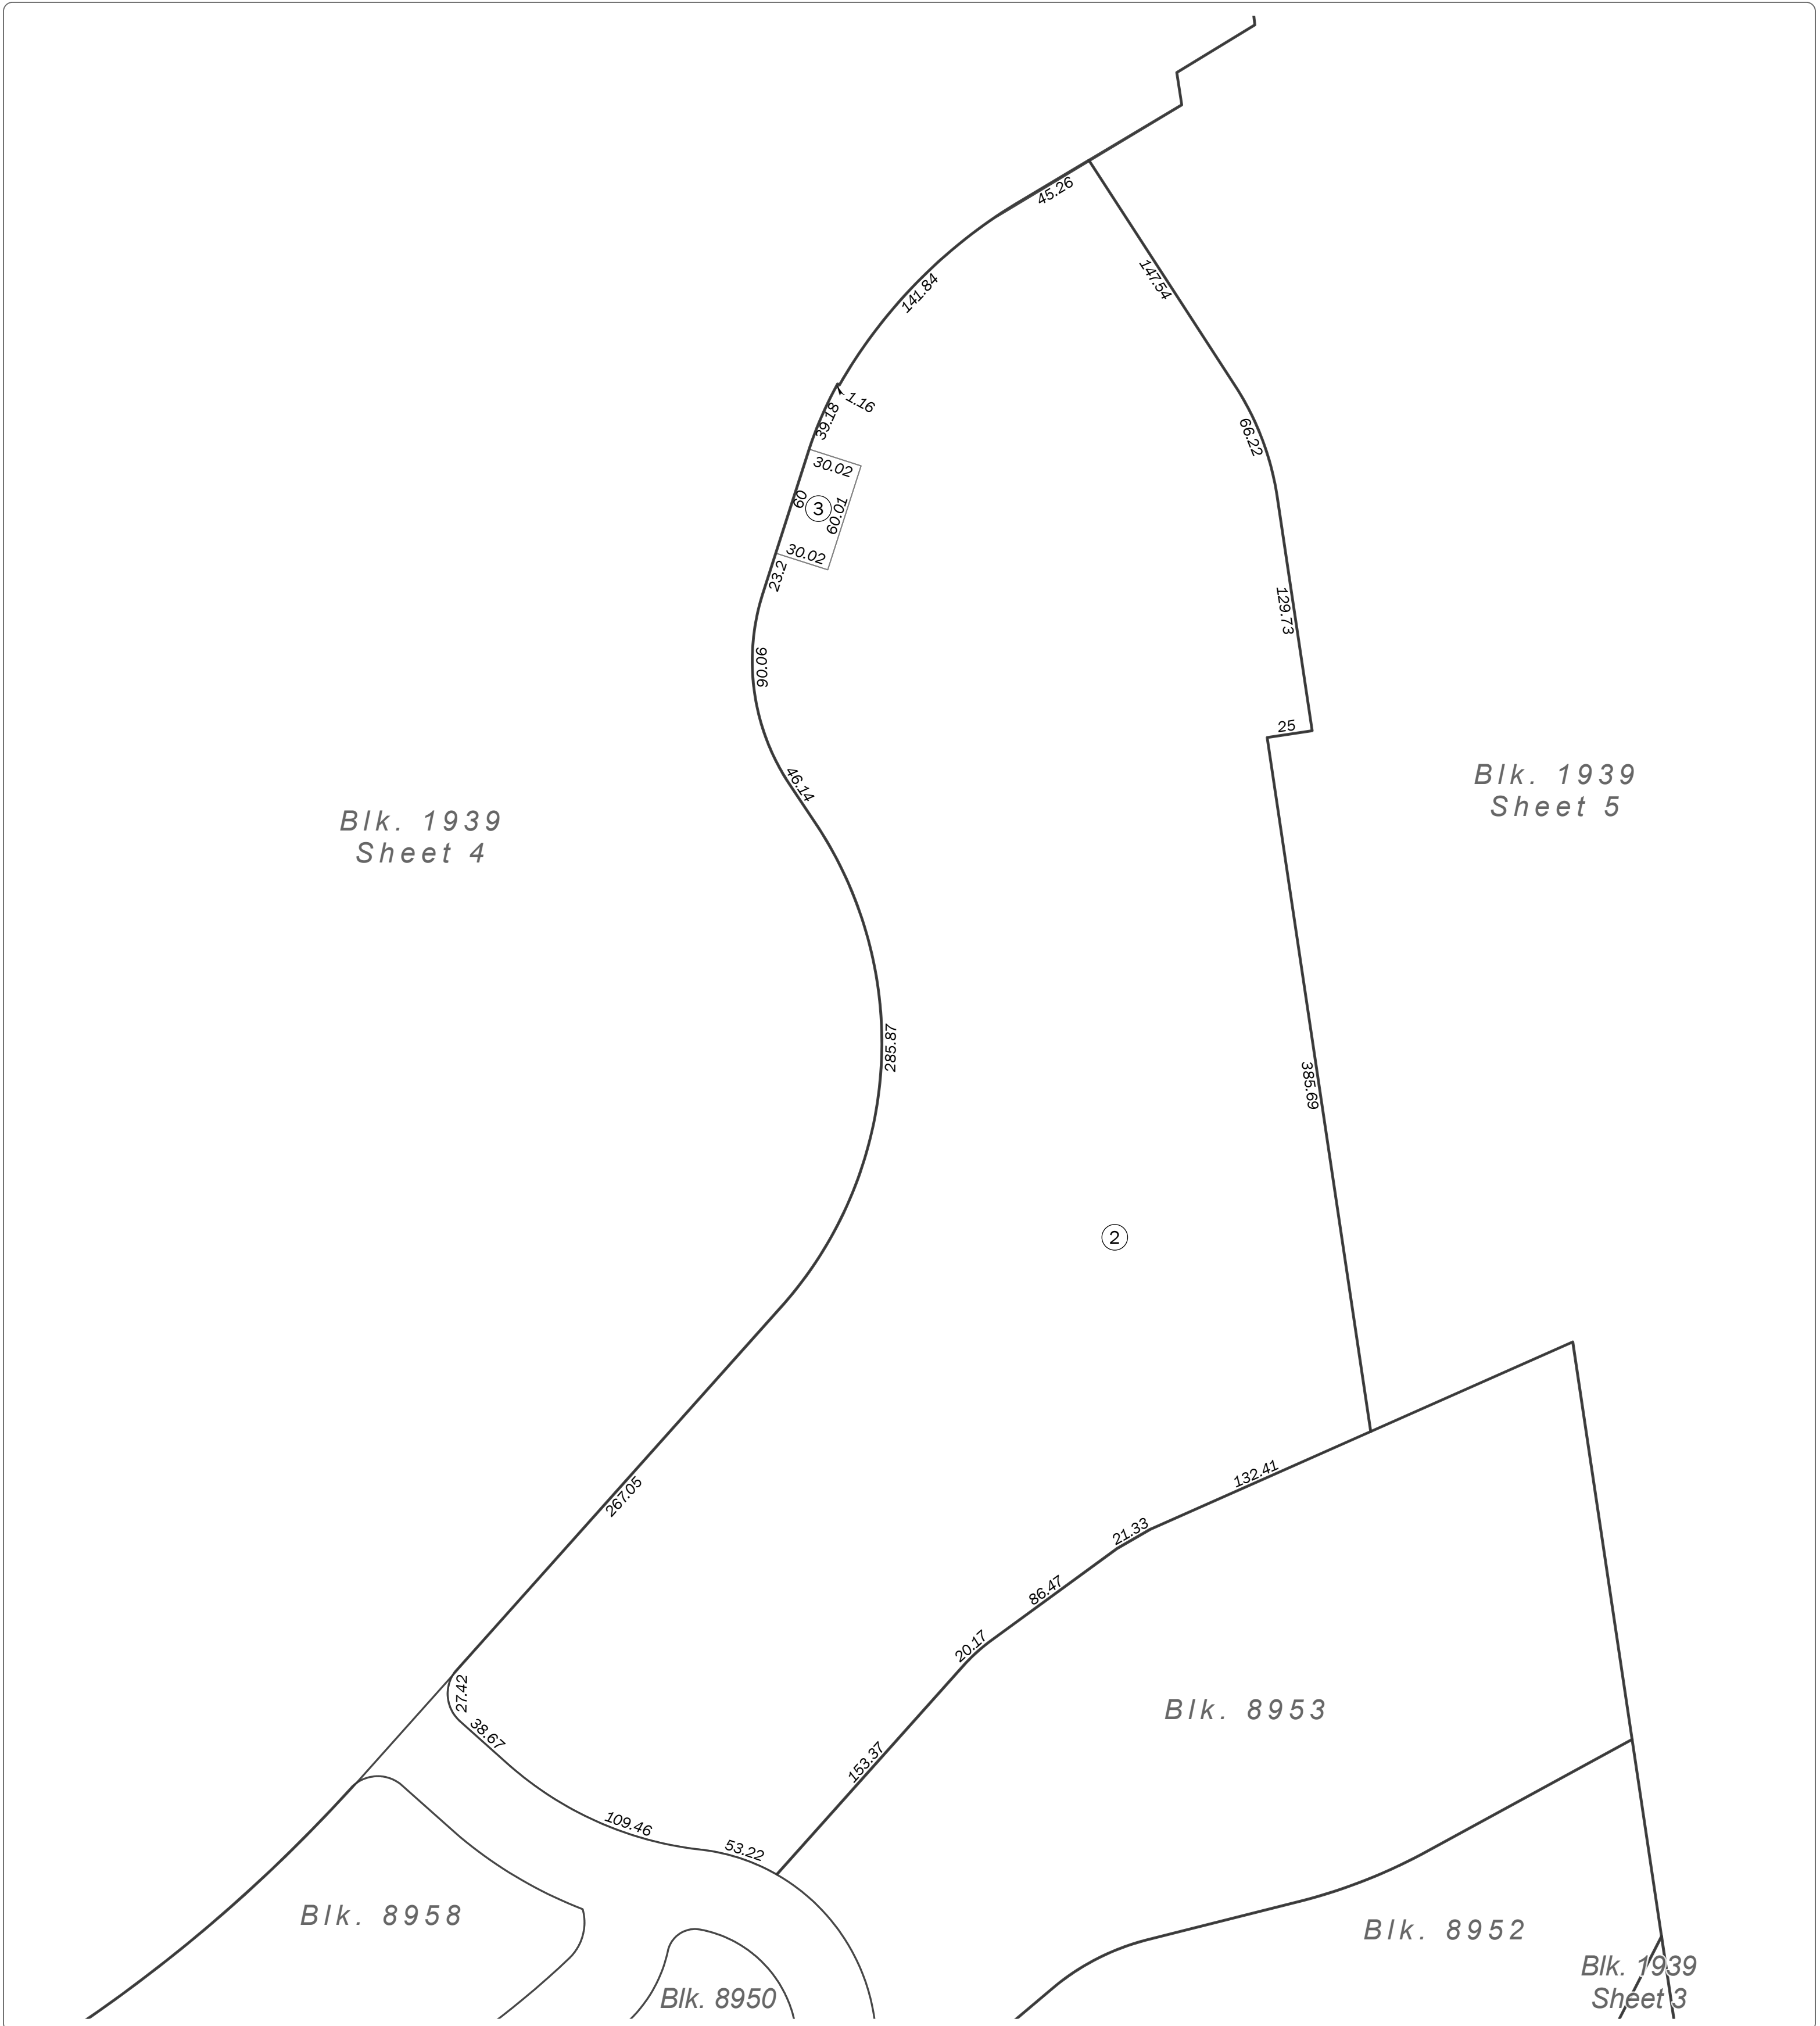 45.26
147.54
141.84
1.16
39.18
66.22
30.02
60
3
60.01
30.02
23.2
129.73
90.06
25
46.14
Blk. 1939
Sheet 5
Blk. 1939
Sheet 4
285.87
385.69
2
132.41
267.05
21.33
86.47
20.17
27.42
38.67
Blk. 8953
153.37
109.46
53.22
Blk. 8958
Blk. 8952
Blk. 1939
Sheet 3
Blk. 8950